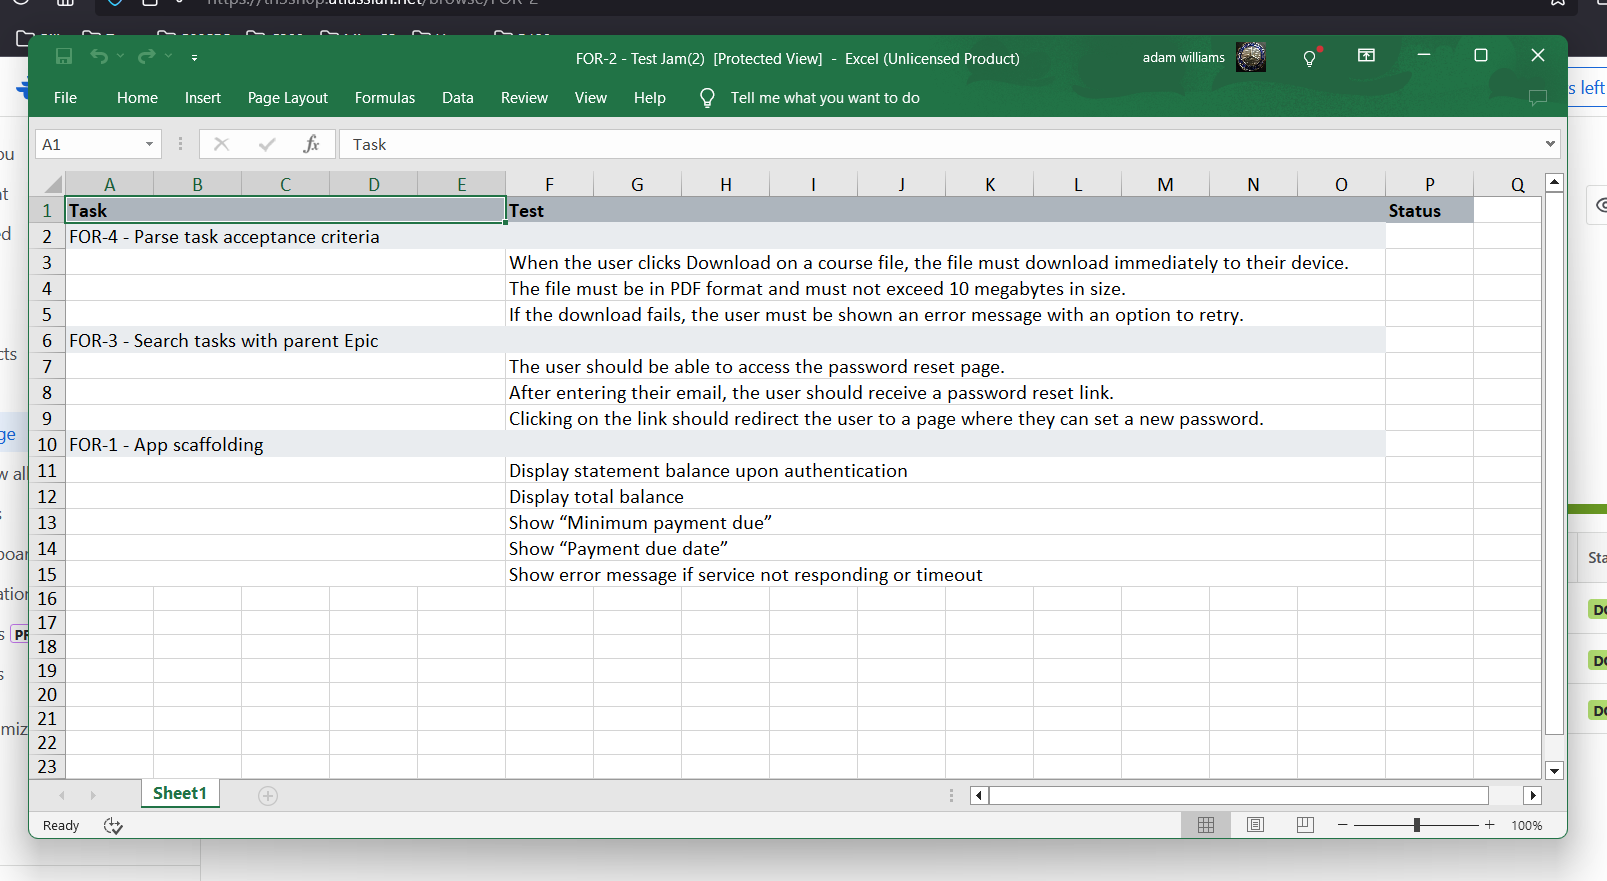 FOR-2 - Test Jam(2) [Protected View] - Excel (Unlicensed Product)
adam williams
File Home Insert Page Layout Formulas Data Review View Help Tell me what you want to do
s left
A1 fx Task
A B C D E F G H I J K L M N O P Q
1 Task Test Status
2 FOR-4 - Parse task acceptance criteria
3 When the user clicks Download on a course file, the file must download immediately to their device.
4 The file must be in PDF format and must not exceed 10 megabytes in size.
5 If the download fails, the user must be shown an error message with an option to retry.
6 FOR-3 - Search tasks with parent Epic
7 The user should be able to access the password reset page.
8 After entering their email, the user should receive a password reset link.
9 Clicking on the link should redirect the user to a page where they can set a new password.
10 FOR-1 - App scaffolding
11 Display statement balance upon authentication
12 Display total balance
13 Show “Minimum payment due”
14 Show “Payment due date”
15 Show error message if service not responding or timeout
16
17
18
19
20
21
22
23
Sheet1
Ready
100%